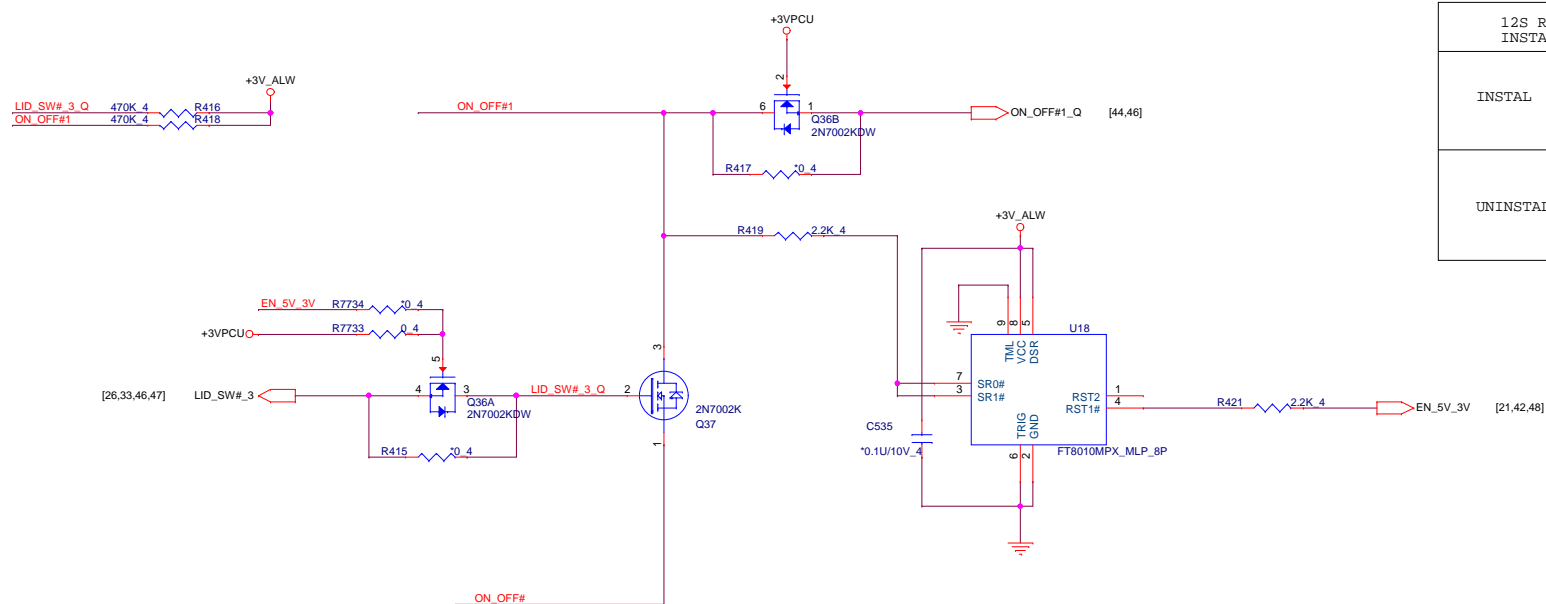 +3VPCU
12S R
INSTA
+3V_ALW
LID_SW#_3_Q 470K_4 R416
ON_OFF#1 470K_4 R418
ON_OFF#1
2
6 1
Q36B
2N7002KDW
ON_OFF#1_Q [44,46]
INSTAL
R417 *0_4
UNINSTAL
+3V_ALW
R419 2.2K_4
EN_5V_3V R7734 *0_4
+3VPCU R7733 0_4
9 8 5
U18
TML VCC DSR
3
5
[26,33,46,47] LID_SW#_3
4 3
Q36A
2N7002KDW
LID_SW#_3_Q 2
2N7002K
Q37
1
7 SR0#
3 SR1#
RST2 1
RST1# 4
R421 2.2K_4
EN_5V_3V [21,42,48]
TRIG GND
6 2
FT8010MPX_MLP_8P
C535
*0.1U/10V_4
R415 *0_4
ON_OFF#